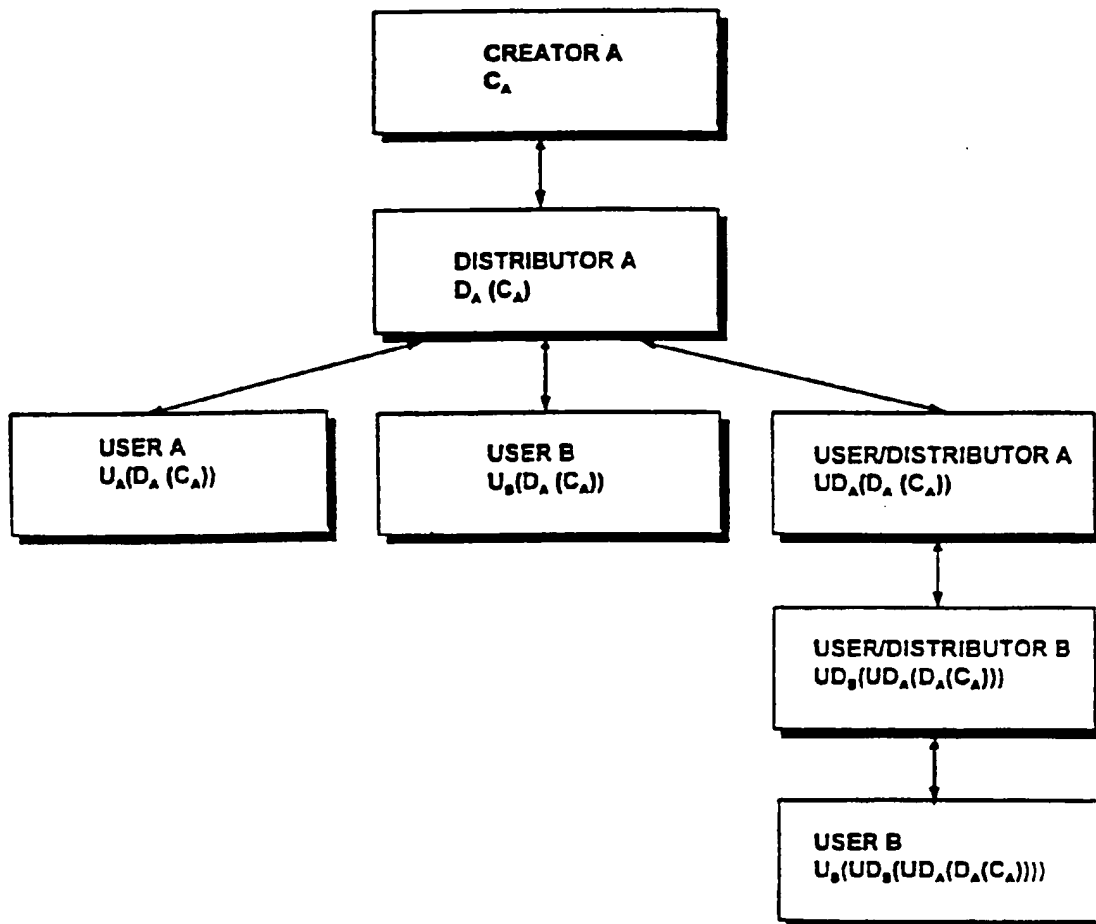 CREATOR A
C_A
DISTRIBUTOR A
D_A (C_A)
USER A
U_A(D_A (C_A))
USER B
U_B(D_A (C_A))
USER/DISTRIBUTOR A
UD_A(D_A (C_A))
USER/DISTRIBUTOR B
UD_B(UD_A(D_A(C_A)))
USER B
U_B(UD_B(UD_A(D_A(C_A))))